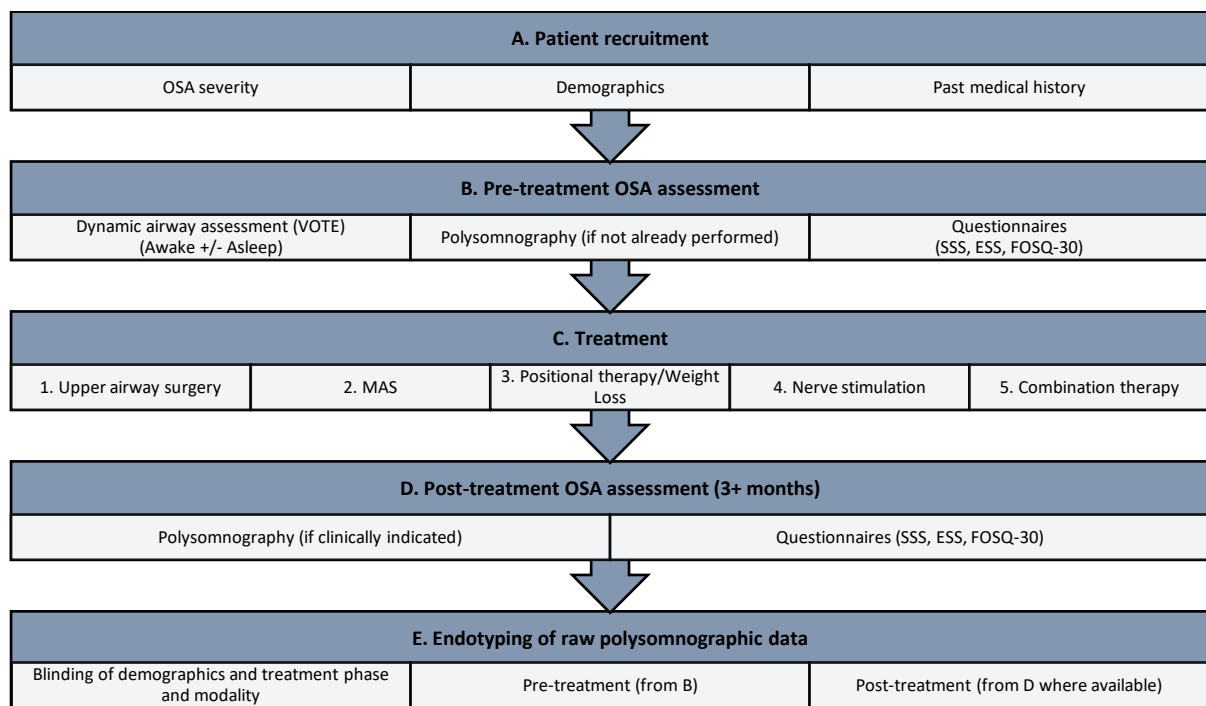 A. Patient recruitment
OSA severity
Demographics
Past medical history
B. Pre-treatment OSA assessment
Dynamic airway assessment (VOTE)
(Awake +/- Asleep)
Polysomnography (if not already performed)
Questionnaires
(SSS, ESS, FOSQ-30)
C. Treatment
1. Upper airway surgery
2. MAS
3. Positional therapy/Weight
Loss
4. Nerve stimulation
5. Combination therapy
D. Post-treatment OSA assessment (3+ months)
Polysomnography (if clinically indicated)
Questionnaires (SSS, ESS, FOSQ-30)
E. Endotyping of raw polysomnographic data
Blinding of demographics and treatment phase
and modality
Pre-treatment (from B)
Post-treatment (from D where available)